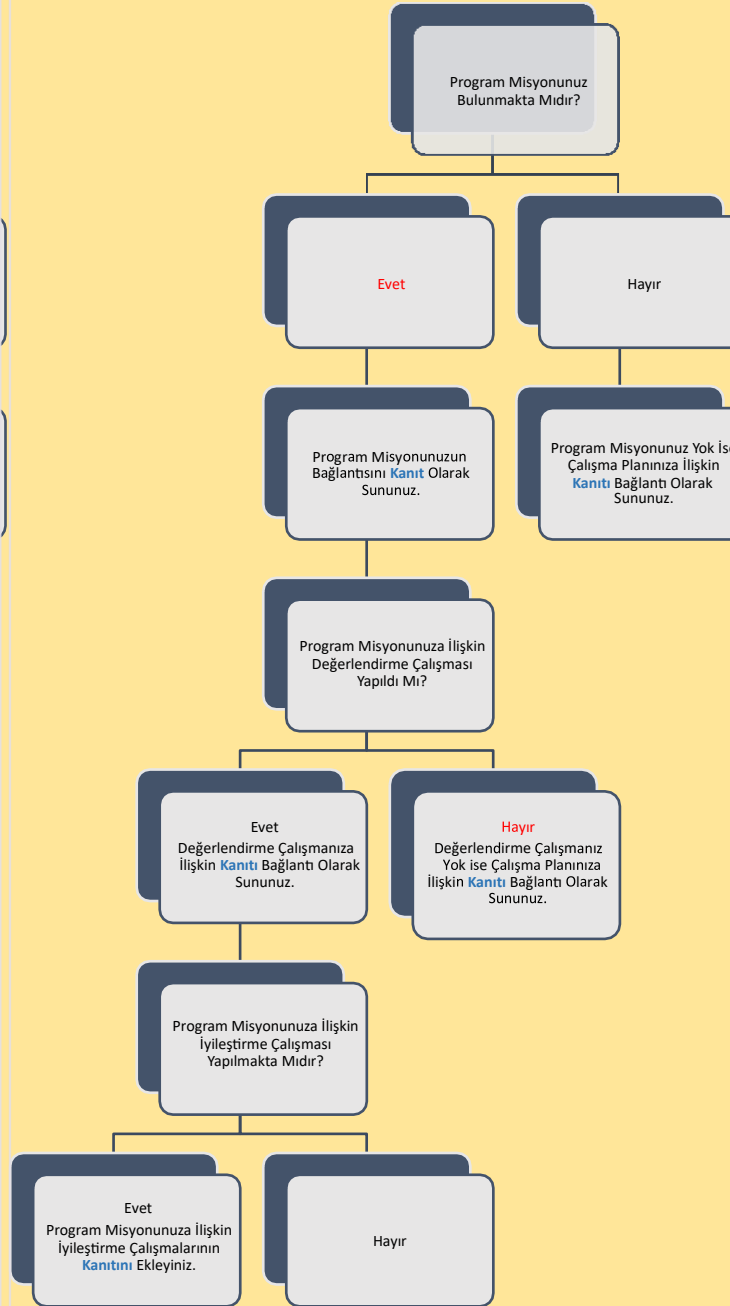 Program Misyonunuz
Bulunmakta Mıdır?
Evet
Hayır
Program Misyonunuzun
Bağlantısını Kanıt Olarak
Sununuz.
Program Misyonunuz Yok İse
Çalışma Planınıza İlişkin
Kanıtı Bağlantı Olarak
Sununuz.
Program Misyonunuza İlişkin
Değerlendirme Çalışması
Yapıldı Mı?
Evet
Değerlendirme Çalışmanıza
İlişkin Kanıtı Bağlantı Olarak
Sununuz.
Hayır
Değerlendirme Çalışmanız
Yok ise Çalışma Planınıza
İlişkin Kanıtı Bağlantı Olarak
Sununuz.
Program Misyonunuza İlişkin
İyileştirme Çalışması
Yapılmakta Mıdır?
Evet
Program Misyonunuza İlişkin
İyileştirme Çalışmalarının
Kanıtını Ekleyiniz.
Hayır